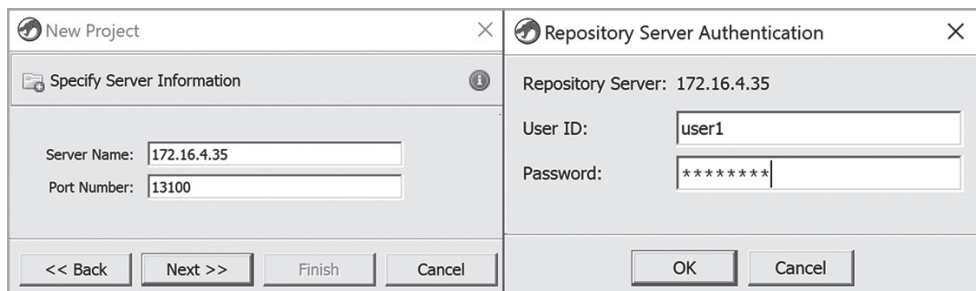 New Project
Specify Server Information
Server Name: 172.16.4.35
Port Number: 13100
<< Back Next >> Finish Cancel
Repository Server Authentication
Repository Server: 172.16.4.35
User ID: user1
Password: ********
OK Cancel